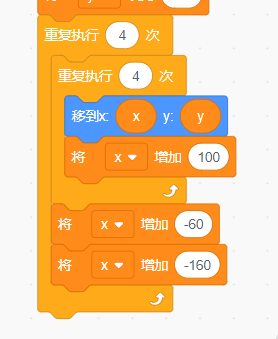 重复执行 4 次
重复执行 4 次
移到x: x y: y
将 x 增加 100
将 x 增加 -60
将 x 增加 -160